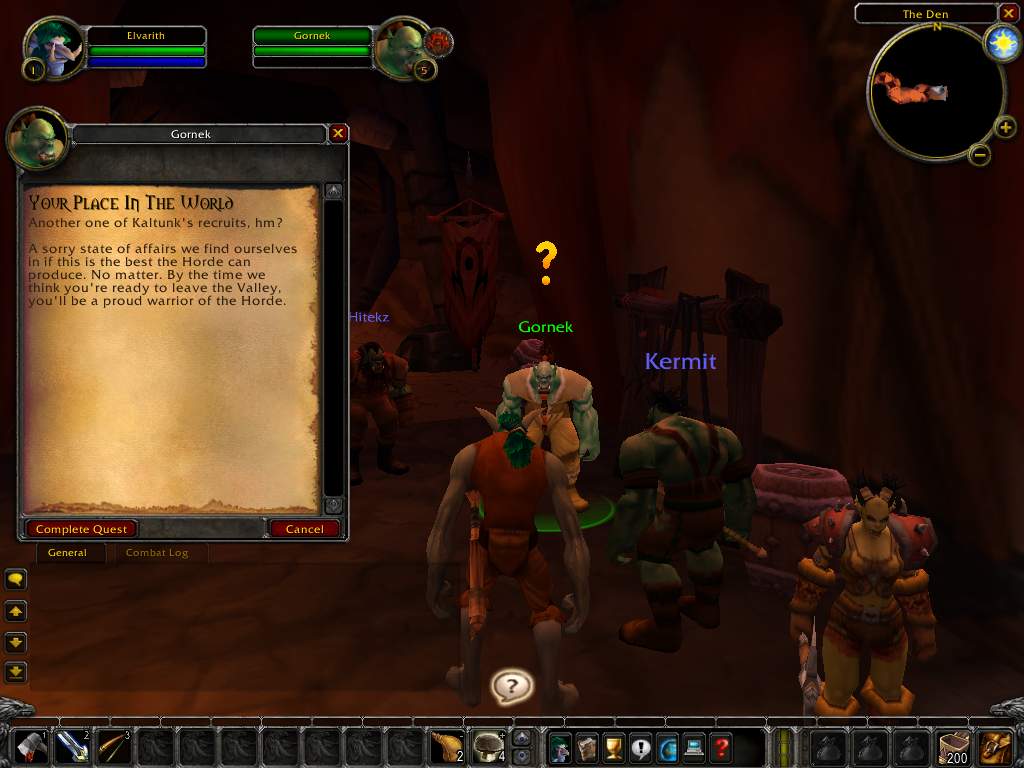 Elvarith
1
Gornek
5
The Den
N
Gornek
Your Place In The World
Another one of Kaltunk's recruits, hm?
A sorry state of affairs we find ourselves
in if this is the best the Horde can
produce. No matter. By the time we
think you're ready to leave the Valley,
you'll be a proud warrior of the Horde.
Complete Quest
Cancel
General
Combat Log
?
Hitekz
Gornek
Kermit
?
1
2
3
2
4
!
?
200